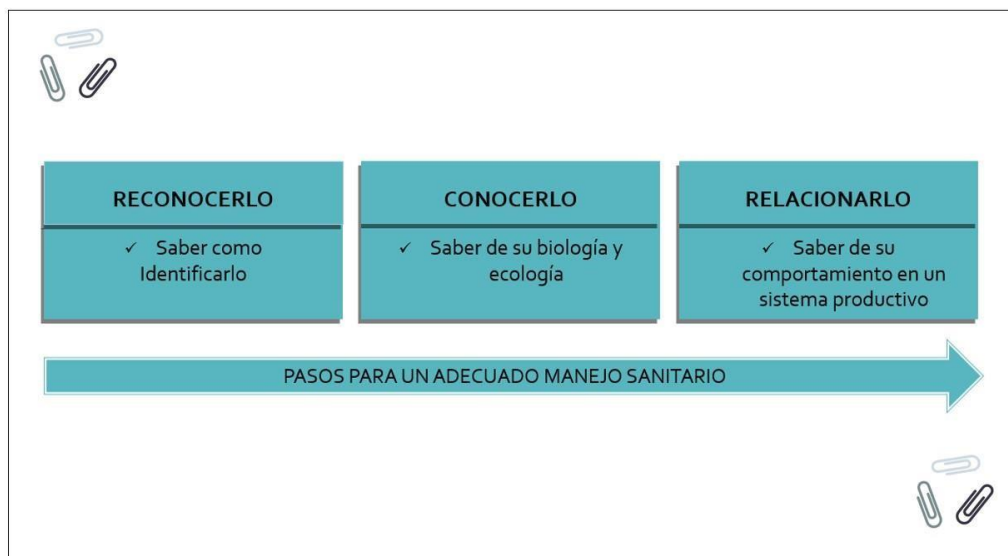 RECONOCERLO
✓ Saber como
Identificarlo
CONOCERLO
✓ Saber de su biología y
ecología
RELACIONARLO
✓ Saber de su
comportamiento en un
sistema productivo
PASOS PARA UN ADECUADO MANEJO SANITARIO